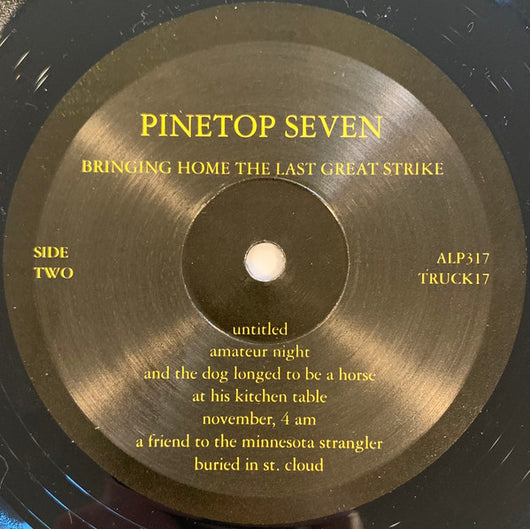 PINETOP SEVEN
BRINGING HOME THE LAST GREAT STRIKE
SIDE
TWO
ALP317
TRUCK17
untitled
amateur night
and the dog longed to be a horse
at his kitchen table
november, 4 am
a friend to the minnesota strangler
buried in st. cloud